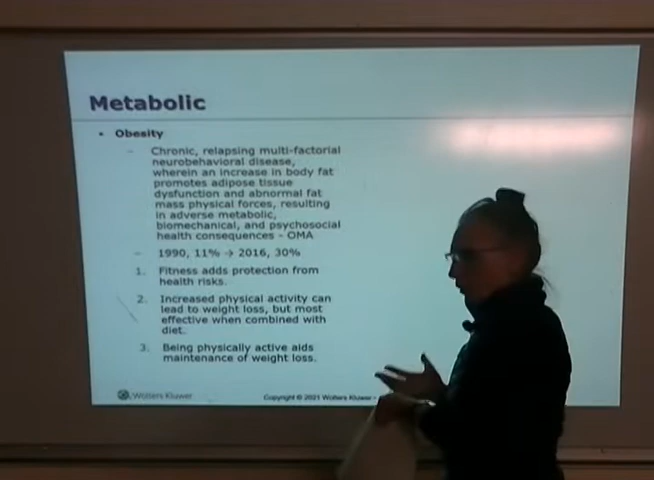 Metabolic
• Obesity
– Chronic, relapsing multi-factorial
neurobehavioral disease,
wherein an increase in body fat
promotes adipose tissue
dysfunction and abnormal fat
mass physical forces, resulting
in adverse metabolic,
biomechanical, and psychosocial
health consequences - OMA
– 1990, 11% → 2016, 30%
1. Fitness adds protection from
health risks.
2. Increased physical activity can
lead to weight loss, but most
effective when combined with
diet.
3. Being physically active aids
maintenance of weight loss.
Wolters Kluwer
Copyright © 2021 Wolters Kluwer